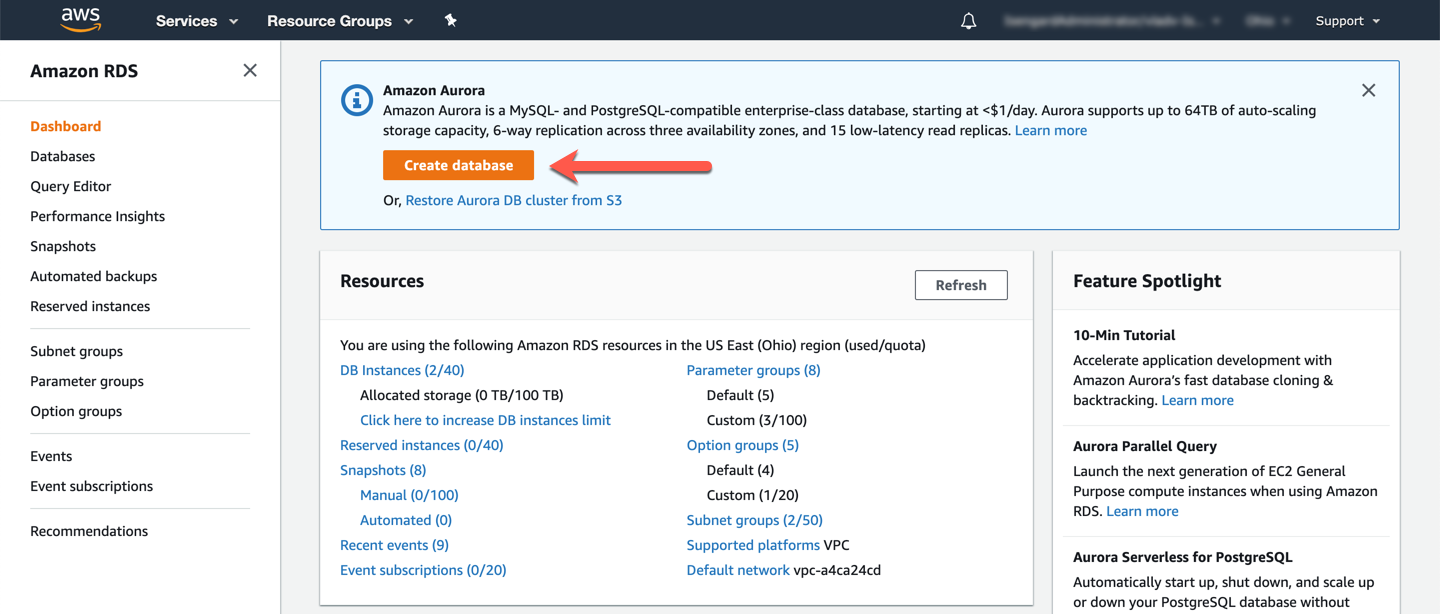 aws
Services
Resource Groups
Support
Amazon RDS
Dashboard
Databases
Query Editor
Performance Insights
Snapshots
Automated backups
Reserved instances
Subnet groups
Parameter groups
Option groups
Events
Event subscriptions
Recommendations
Amazon Aurora
Amazon Aurora is a MySQL- and PostgreSQL-compatible enterprise-class database, starting at <$1/day. Aurora supports up to 64TB of auto-scaling
storage capacity, 6-way replication across three availability zones, and 15 low-latency read replicas. Learn more
Create database
Or, Restore Aurora DB cluster from S3
Resources
Refresh
You are using the following Amazon RDS resources in the US East (Ohio) region (used/quota)
DB Instances (2/40)
Allocated storage (0 TB/100 TB)
Click here to increase DB instances limit
Reserved instances (0/40)
Snapshots (8)
Manual (0/100)
Automated (0)
Recent events (9)
Event subscriptions (0/20)
Parameter groups (8)
Default (5)
Custom (3/100)
Option groups (5)
Default (4)
Custom (1/20)
Subnet groups (2/50)
Supported platforms VPC
Default network vpc-a4ca24cd
Feature Spotlight
10-Min Tutorial
Accelerate application development with
Amazon Aurora's fast database cloning &
backtracking. Learn more
Aurora Parallel Query
Launch the next generation of EC2 General
Purpose compute instances when using Amazon
RDS. Learn more
Aurora Serverless for PostgreSQL
Automatically start up, shut down, and scale up
or down your PostgreSQL database without